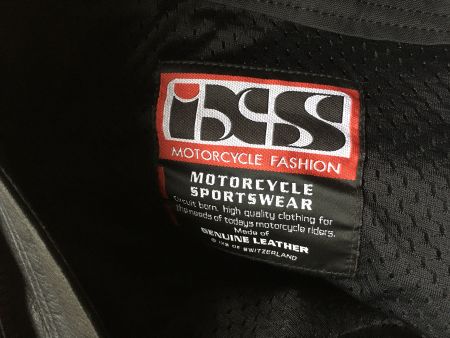 iXS
MOTORCYCLE FASHION
MOTORCYCLE
SPORTSWEAR
Circuit born, high quality clothing for
the needs of todays motorcycle riders.
Made of
GENUINE LEATHER
© IXS OF SWITZERLAND